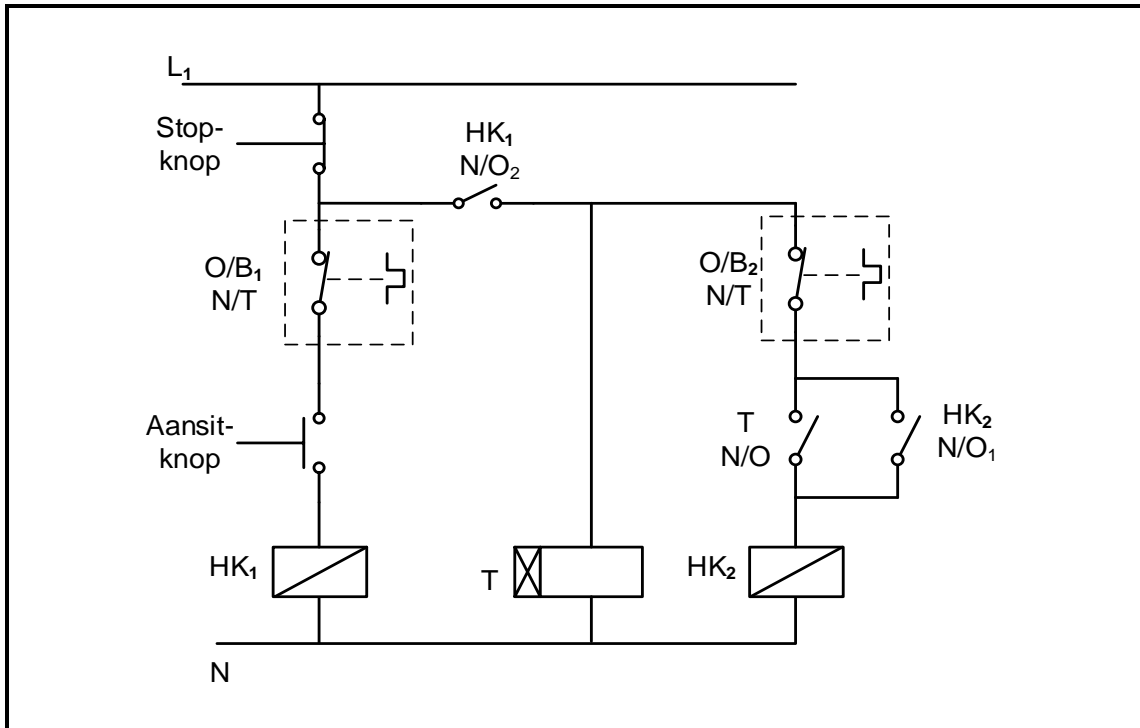 L₁
Stop-
knop
HK₁
N/O₂
O/B₁
N/T
O/B₂
N/T
Aansit-
knop
T
N/O
HK₂
N/O₁
HK₁
T
HK₂
N